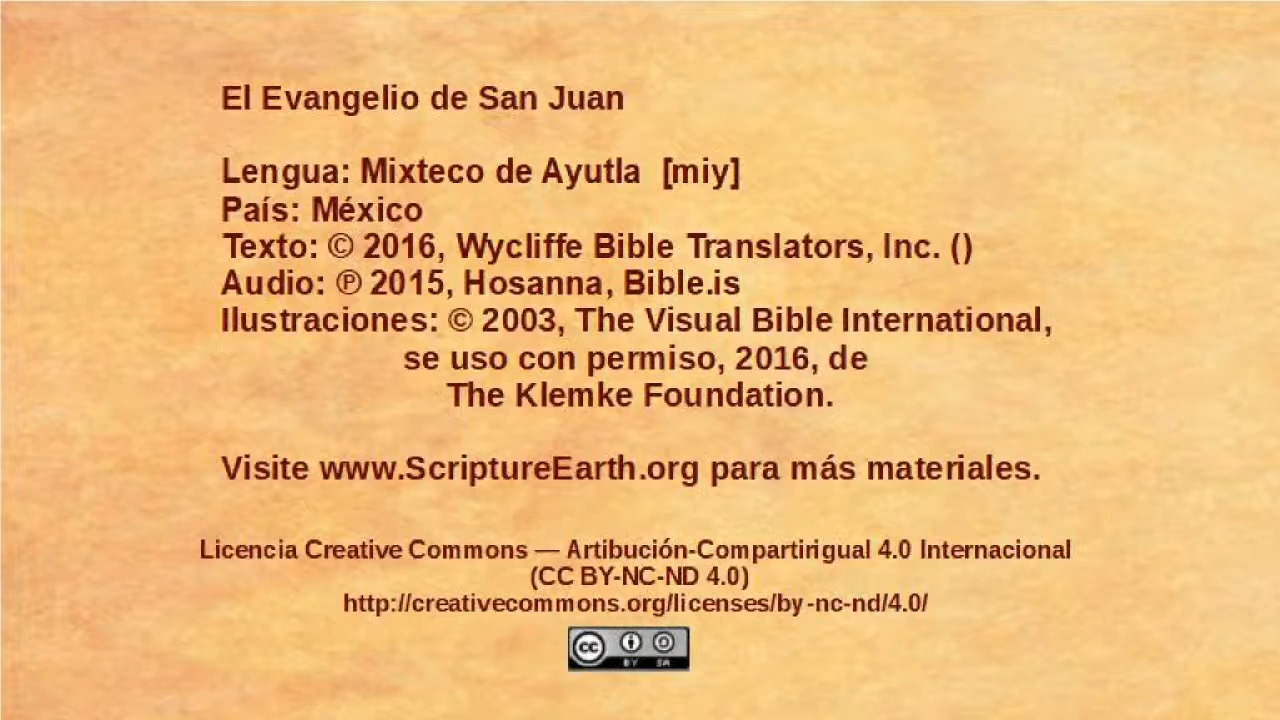 El Evangelio de San Juan
Lengua: Mixteco de Ayutla [miy]
País: México
Texto: © 2016, Wycliffe Bible Translators, Inc. ()
Audio: ℗ 2015, Hosanna, Bible.is
Ilustraciones: © 2003, The Visual Bible International,
se uso con permiso, 2016, de
The Klemke Foundation.
Visite www.ScriptureEarth.org para más materiales.
Licencia Creative Commons — Artibución-Compartirigual 4.0 Internacional
(CC BY-NC-ND 4.0)
http://creativecommons.org/licenses/by-nc-nd/4.0/
cc BY SA